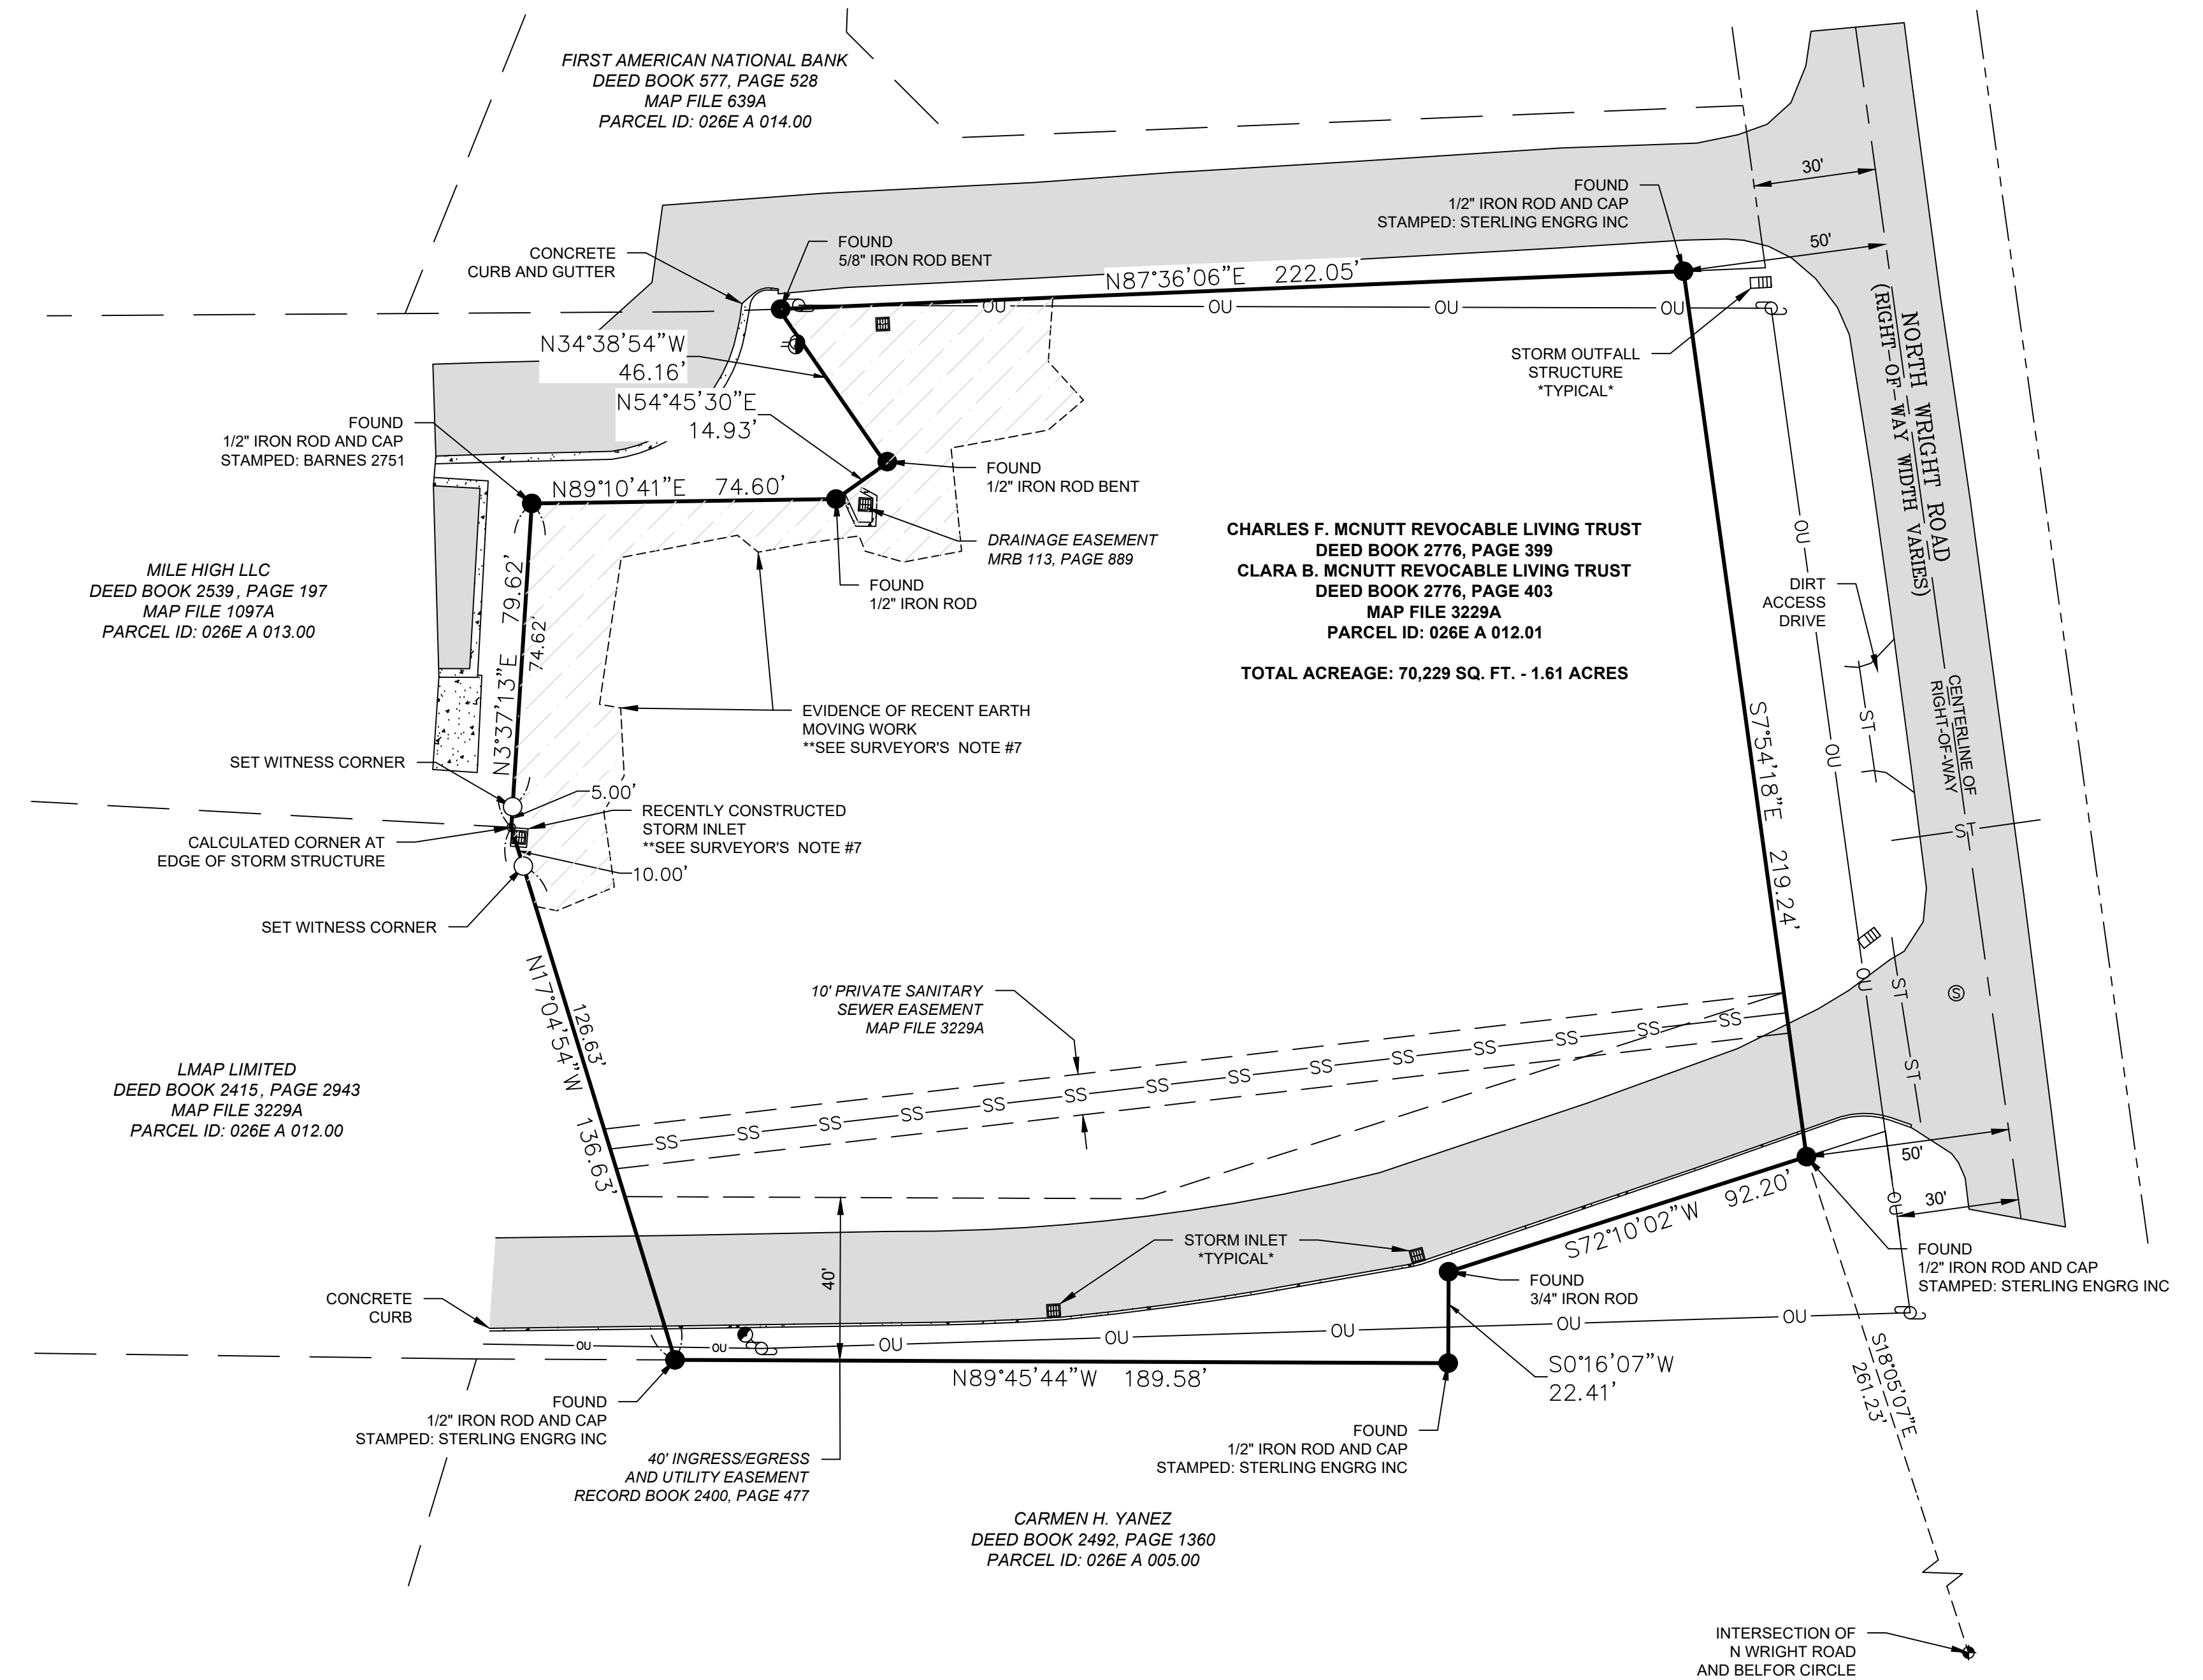 FIRST AMERICAN NATIONAL BANK
DEED BOOK 577, PAGE 528
MAP FILE 639A
PARCEL ID: 026E A 014.00
30'
FOUND
1/2" IRON ROD AND CAP
STAMPED: STERLING ENGRG INC
50'
CONCRETE
CURB AND GUTTER
FOUND
5/8" IRON ROD BENT
N87°36'06"E 222.05'
OU
OU
OU
OU
N34°38'54"W
46.16'
N54°45'30"E
14.93'
STORM OUTFALL
STRUCTURE
*TYPICAL*
NORTH WRIGHT ROAD
(RIGHT-OF-WAY WIDTH VARIES)
FOUND
1/2" IRON ROD AND CAP
STAMPED: BARNES 2751
FOUND
1/2" IRON ROD BENT
N89°10'41"E 74.60'
DRAINAGE EASEMENT
MRB 113, PAGE 889
FOUND
1/2" IRON ROD
CHARLES F. MCNUTT REVOCABLE LIVING TRUST
DEED BOOK 2776, PAGE 399
CLARA B. MCNUTT REVOCABLE LIVING TRUST
DEED BOOK 2776, PAGE 403
MAP FILE 3229A
PARCEL ID: 026E A 012.01
TOTAL ACREAGE: 70,229 SQ. FT. - 1.61 ACRES
OU
DIRT
ACCESS
DRIVE
MILE HIGH LLC
DEED BOOK 2539, PAGE 197
MAP FILE 1097A
PARCEL ID: 026E A 013.00
N3°37'13"E 79.62'
74.62'
EVIDENCE OF RECENT EARTH
MOVING WORK
**SEE SURVEYOR'S NOTE #7
S7°54'18"E 219.24'
OU
ST
CENTERLINE OF
RIGHT-OF-WAY
SET WITNESS CORNER
5.00'
RECENTLY CONSTRUCTED
STORM INLET
**SEE SURVEYOR'S NOTE #7
CALCULATED CORNER AT
EDGE OF STORM STRUCTURE
10.00'
ST
SET WITNESS CORNER
N17°04'54"W 136.63'
126.63'
10' PRIVATE SANITARY
SEWER EASEMENT
MAP FILE 3229A
OU
ST
S
ST
SS
SS
SS
SS
SS
SS
SS
SS
SS
SS
SS
SS
SS
SS
LMAP LIMITED
DEED BOOK 2415, PAGE 2943
MAP FILE 3229A
PARCEL ID: 026E A 012.00
50'
30'
OU
S72°10'02"W 92.20'
STORM INLET
*TYPICAL*
40'
FOUND
1/2" IRON ROD AND CAP
STAMPED: STERLING ENGRG INC
FOUND
3/4" IRON ROD
CONCRETE
CURB
OU
OU
OU
OU
OU
OU
OU
N89°45'44"W 189.58'
S0°16'07"W
22.41'
S18°05'07"E
261.23'
FOUND
1/2" IRON ROD AND CAP
STAMPED: STERLING ENGRG INC
FOUND
1/2" IRON ROD AND CAP
STAMPED: STERLING ENGRG INC
40' INGRESS/EGRESS
AND UTILITY EASEMENT
RECORD BOOK 2400, PAGE 477
CARMEN H. YANEZ
DEED BOOK 2492, PAGE 1360
PARCEL ID: 026E A 005.00
INTERSECTION OF
N WRIGHT ROAD
AND BELFOR CIRCLE